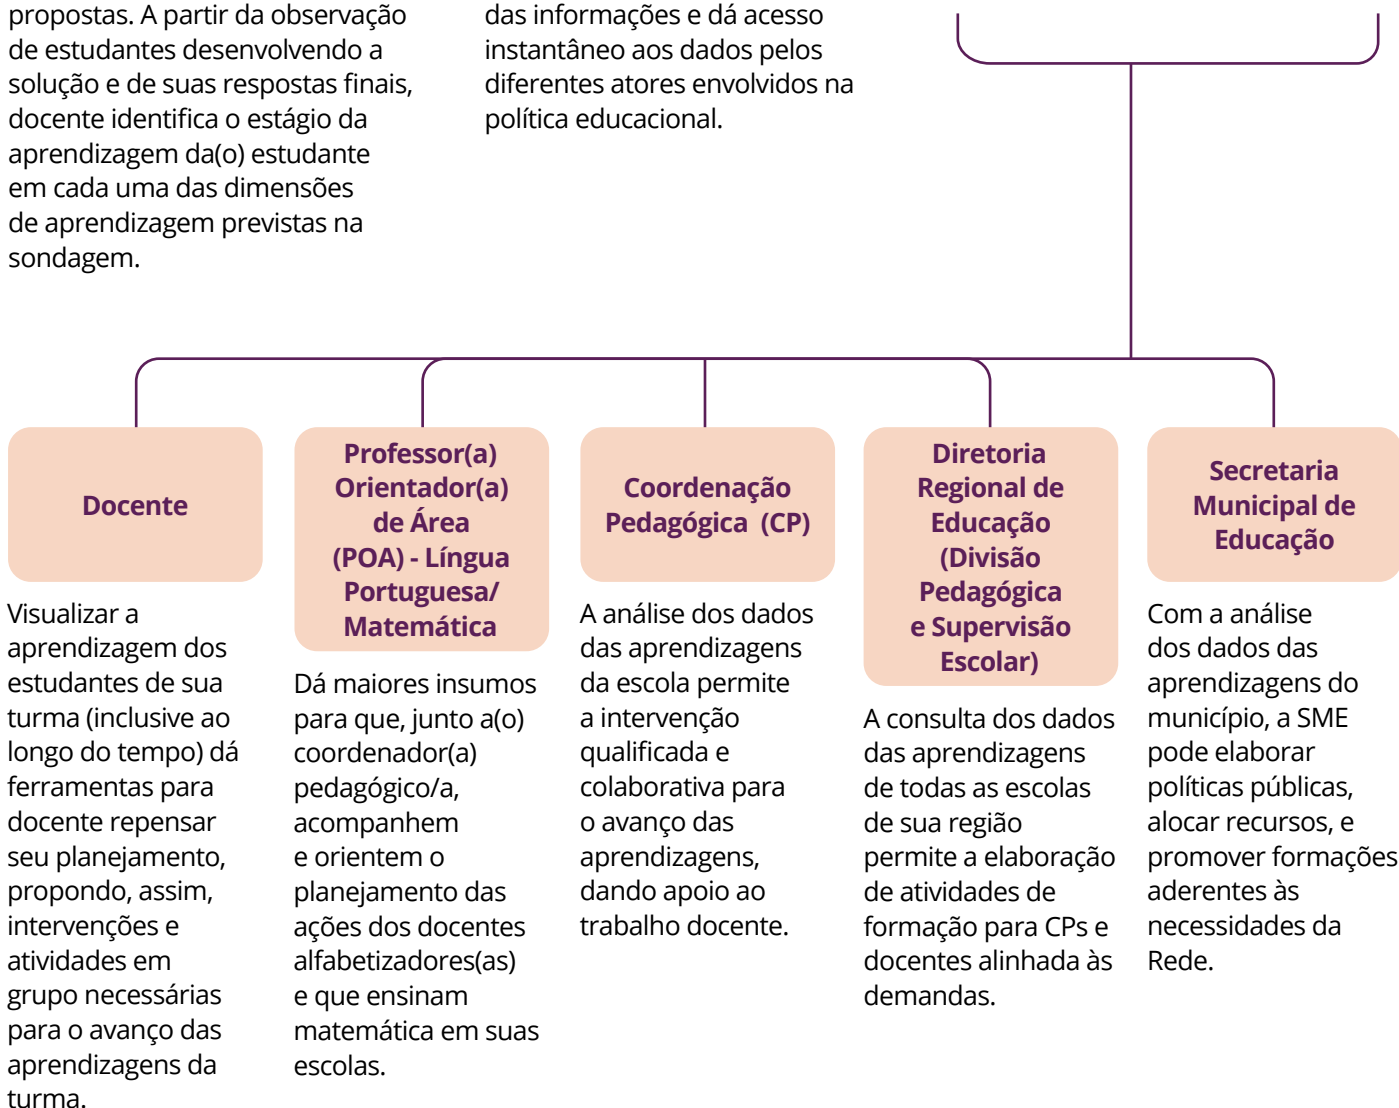 propostas. A partir da observação
de estudantes desenvolvendo a
solução e de suas respostas finais,
docente identifica o estágio da
aprendizagem da(o) estudante
em cada uma das dimensões
de aprendizagem previstas na
sondagem.
das informações e dá acesso
instantâneo aos dados pelos
diferentes atores envolvidos na
política educacional.
Docente
Visualizar a
aprendizagem dos
estudantes de sua
turma (inclusive ao
longo do tempo) dá
ferramentas para
docente repensar
seu planejamento,
propondo, assim,
intervenções e
atividades em
grupo necessárias
para o avanço das
aprendizagens da
turma.
Professor(a)
Orientador(a)
de Área
(POA) - Língua
Portuguesa/
Matemática
Dá maiores insumos
para que, junto a(o)
coordenador(a)
pedagógico/a,
acompanhem
e orientem o
planejamento das
ações dos docentes
alfabetizadores(as)
e que ensinam
matemática em suas
escolas.
Coordenação
Pedagógica (CP)
A análise dos dados
das aprendizagens
da escola permite
a intervenção
qualificada e
colaborativa para
o avanço das
aprendizagens,
dando apoio ao
trabalho docente.
Diretoria
Regional de
Educação
(Divisão
Pedagógica
e Supervisão
Escolar)
A consulta dos dados
das aprendizagens
de todas as escolas
de sua região
permite a elaboração
de atividades de
formação para CPs e
docentes alinhada às
demandas.
Secretaria
Municipal de
Educação
Com a análise
dos dados das
aprendizagens do
município, a SME
pode elaborar
políticas públicas,
alocar recursos, e
promover formações
aderentes às
necessidades da
Rede.